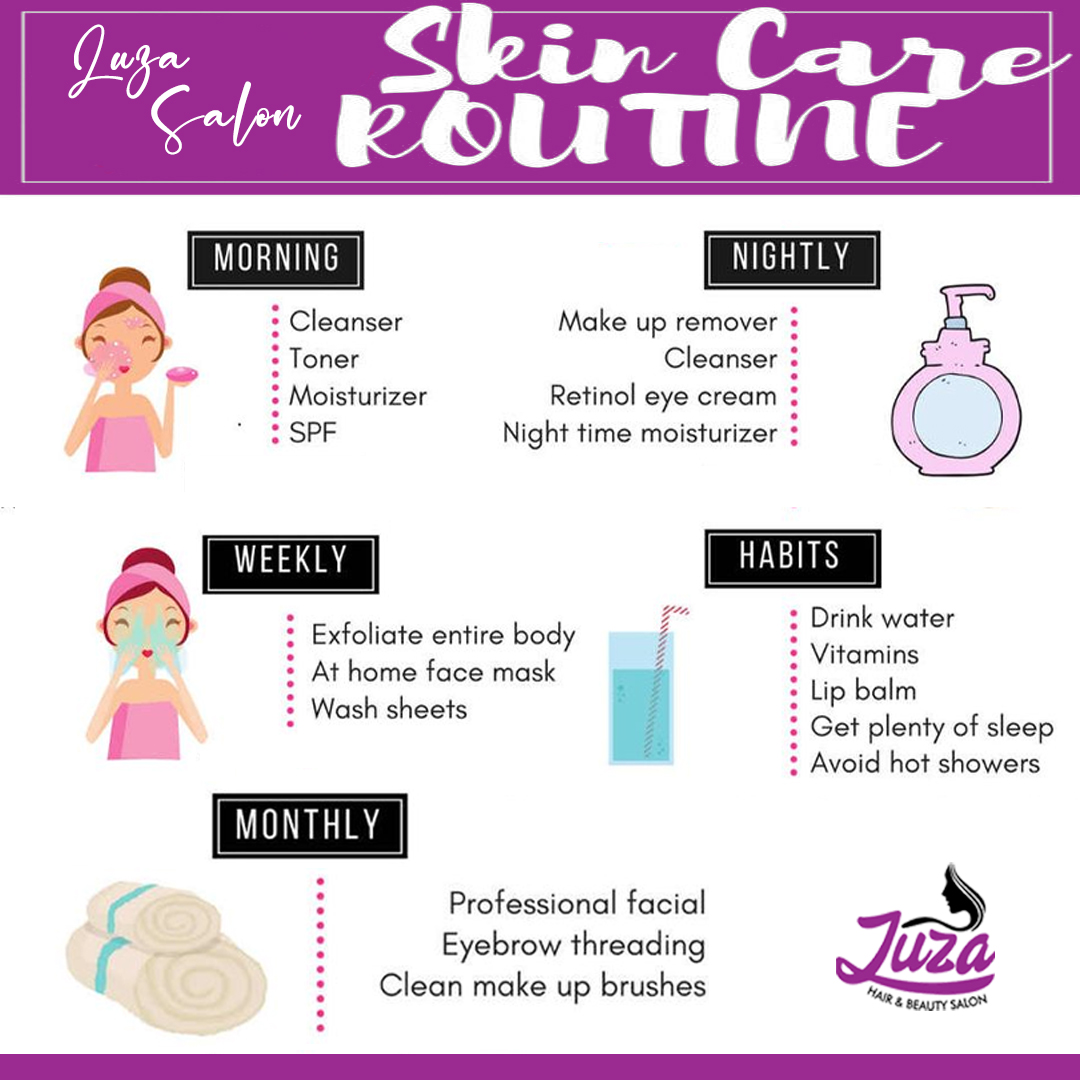 Luza
Salon
Skin Care
ROUTINE
MORNING
Cleanser
Toner
Moisturizer
SPF
NIGHTLY
Make up remover
Cleanser
Retinol eye cream
Night time moisturizer
WEEKLY
Exfoliate entire body
At home face mask
Wash sheets
HABITS
Drink water
Vitamins
Lip balm
Get plenty of sleep
Avoid hot showers
MONTHLY
Professional facial
Eyebrow threading
Clean make up brushes
Luza
HAIR & BEAUTY SALON